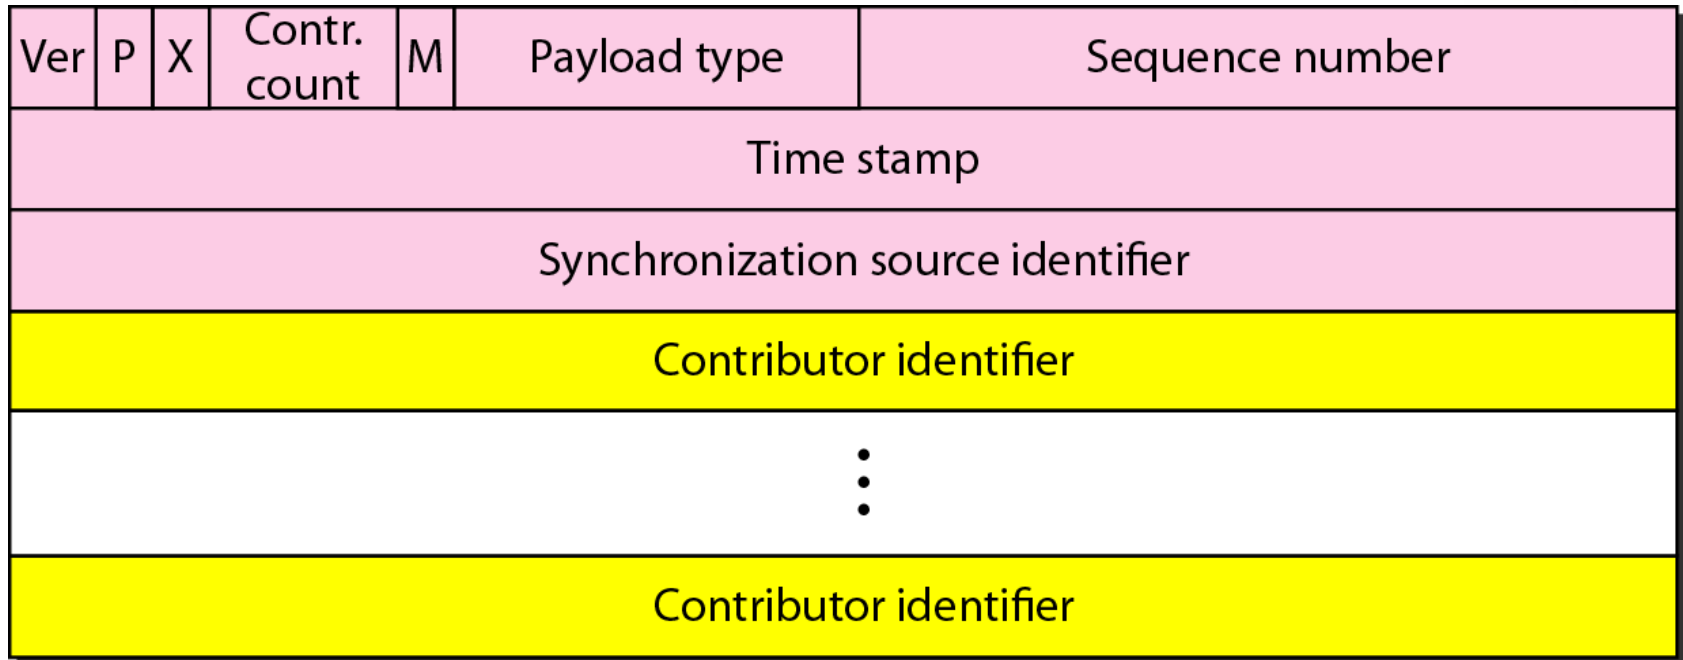 Ver P X Contr. count M Payload type Sequence number
Time stamp
Synchronization source identifier
Contributor identifier
Contributor identifier